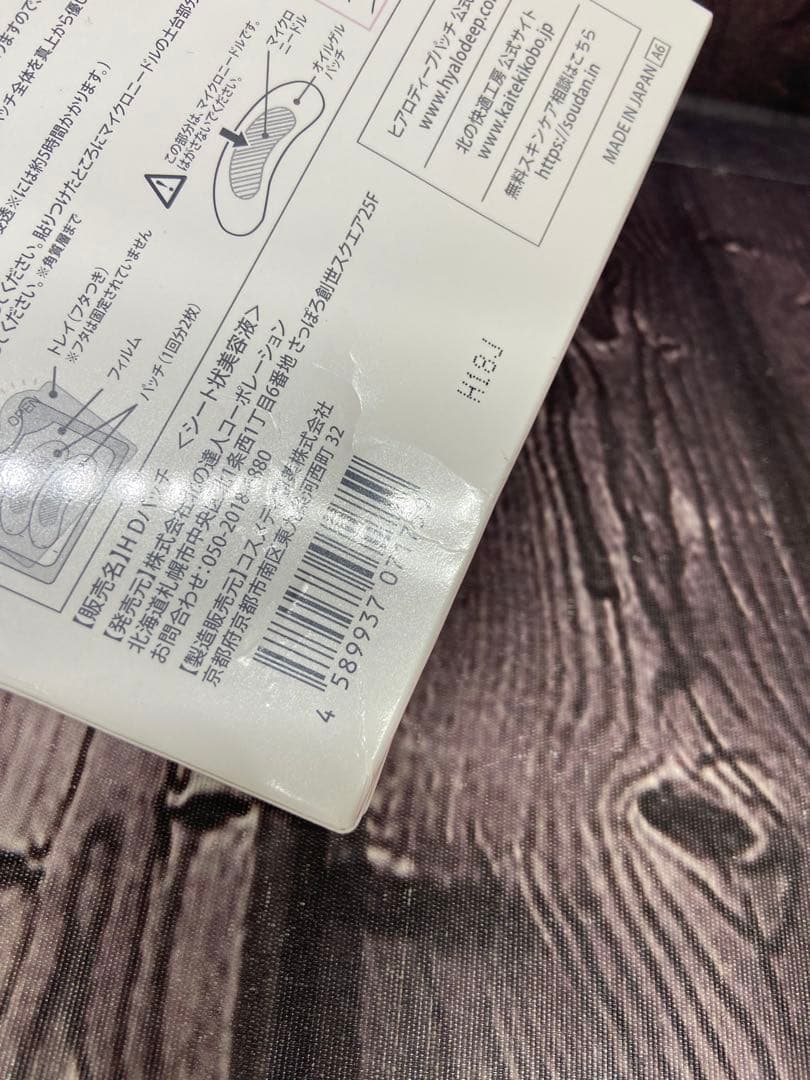 りますので、
ッチ全体を真上から優し
浸透※には約5時間かかります。)
てください。貼りつけたところにマイクロニードルの土台部分
てください。※角質層まで
この部分は、マイクロニードルです。
はがさないでください。
マイクロ
ニードル
オイルゲル
パッチ
トレイ(フタつき)
※フタは固定されていません
フィルム
パッチ(1回分2枚)
OPEN
ヒアロディープパッチ 公式
www.hyalodeep.co
北の快適工房 公式サイト
www.kaitekikobo.jp
無料スキンケア相談はこちら
https://soudan.in
MADE IN JAPAN A6
【販売名】HDパッチ <シート状美容液>
【発売元】株式会社 の達人コーポレーション
北海道札幌市中央区 条西1丁目6番地 さっぽろ創世スクエア25F
お問合わせ:050-2018- 980
【製造販売元】コスメディ 株式会社
京都府京都市南区東 河西町 32
H18J
4 589937 071